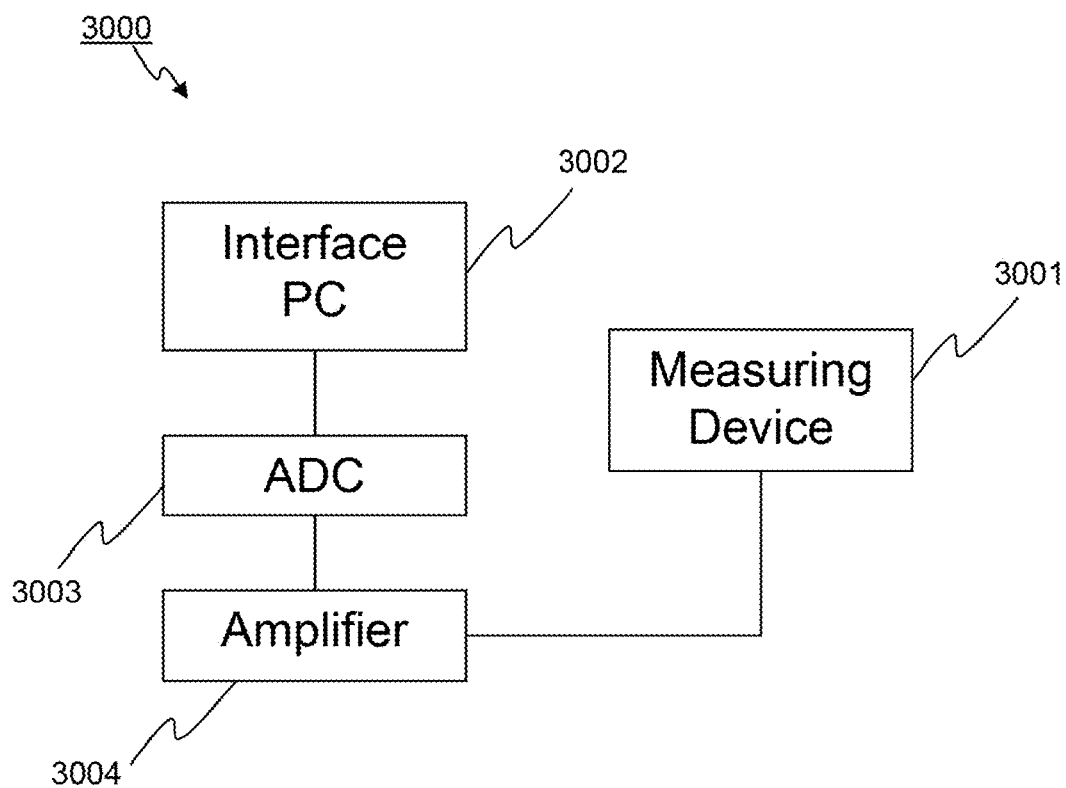 3000
3002
Interface
PC
3001
Measuring
Device
ADC
3003
Amplifier
3004